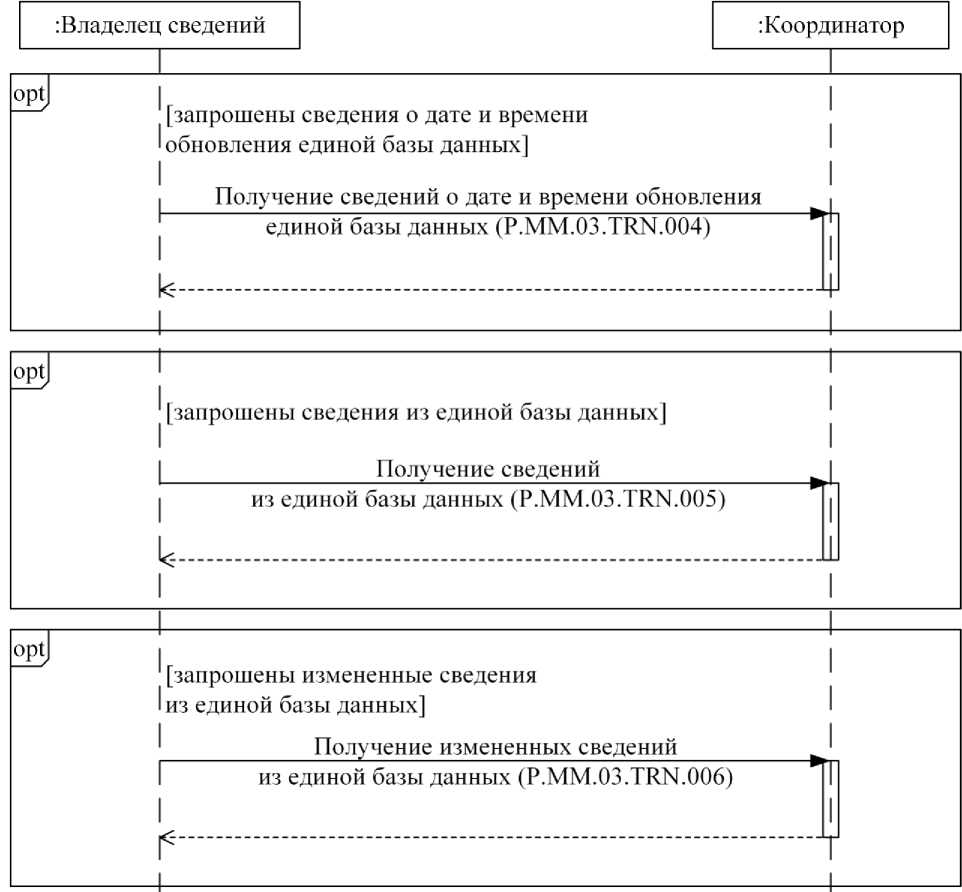 :Владелец сведений
:Координатор
opt
[запрошены сведения о дате и времени
обновления единой базы данных]
Получение сведений о дате и времени обновления
единой базы данных (P.MM.03.TRN.004)
opt
[запрошены сведения из единой базы данных]
Получение сведений
из единой базы данных (P.MM.03.TRN.005)
opt
[запрошены измененные сведения
из единой базы данных]
Получение измененных сведений
из единой базы данных (P.MM.03.TRN.006)